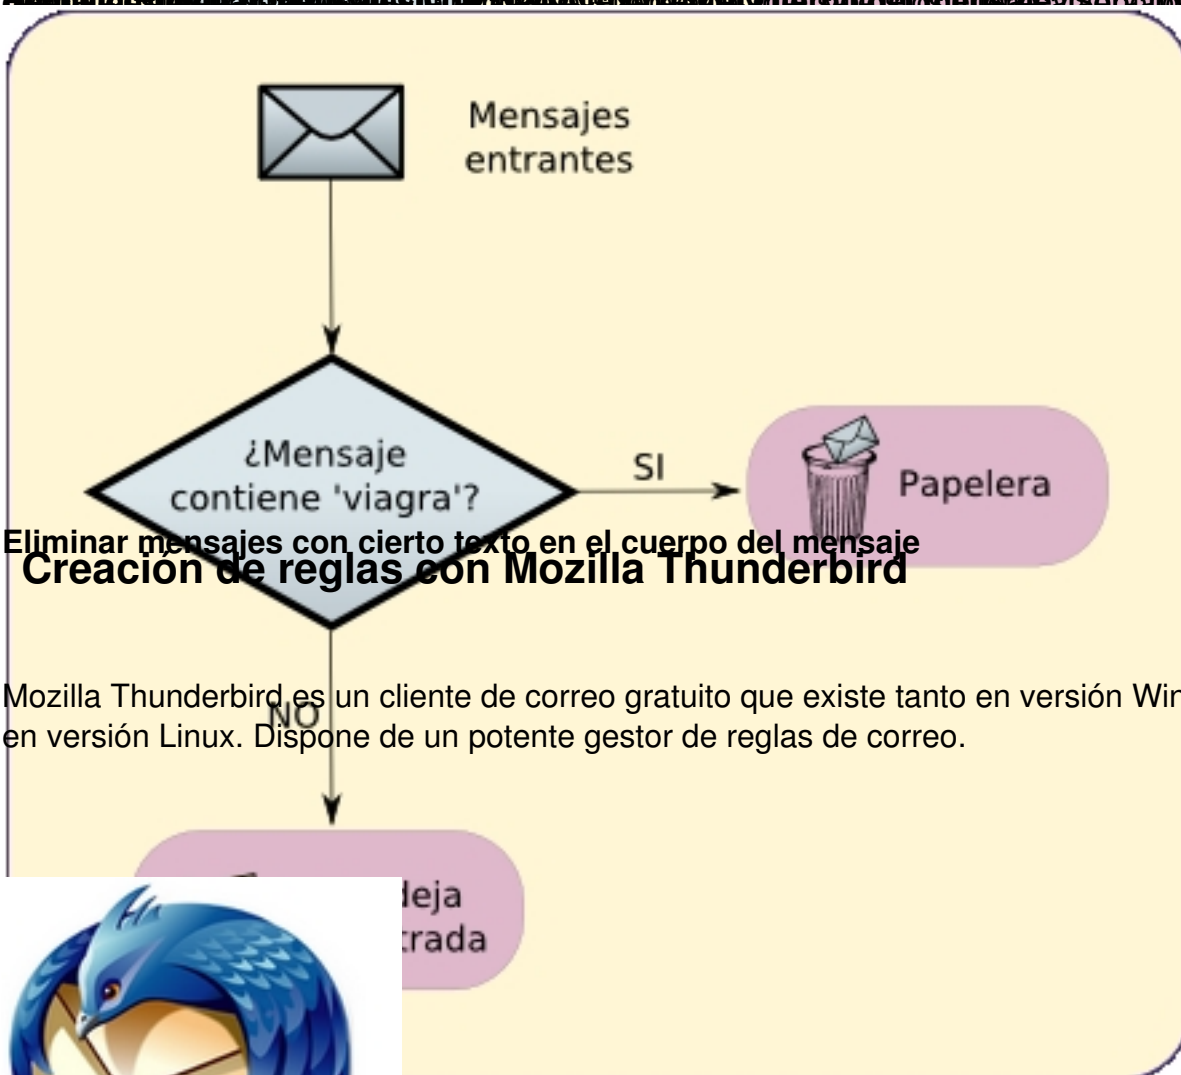 Mensajes
entrantes
¿Mensaje
contiene 'viagra'?
SI
Papelera
Eliminar mensajes con cierto texto en el cuerpo del mensaje
Creación de reglas con Mozilla Thunderbird
Mozilla Thunderbird es un cliente de correo gratuito que existe tanto en versión Win
NO
en versión Linux. Dispone de un potente gestor de reglas de correo.
deja
trada